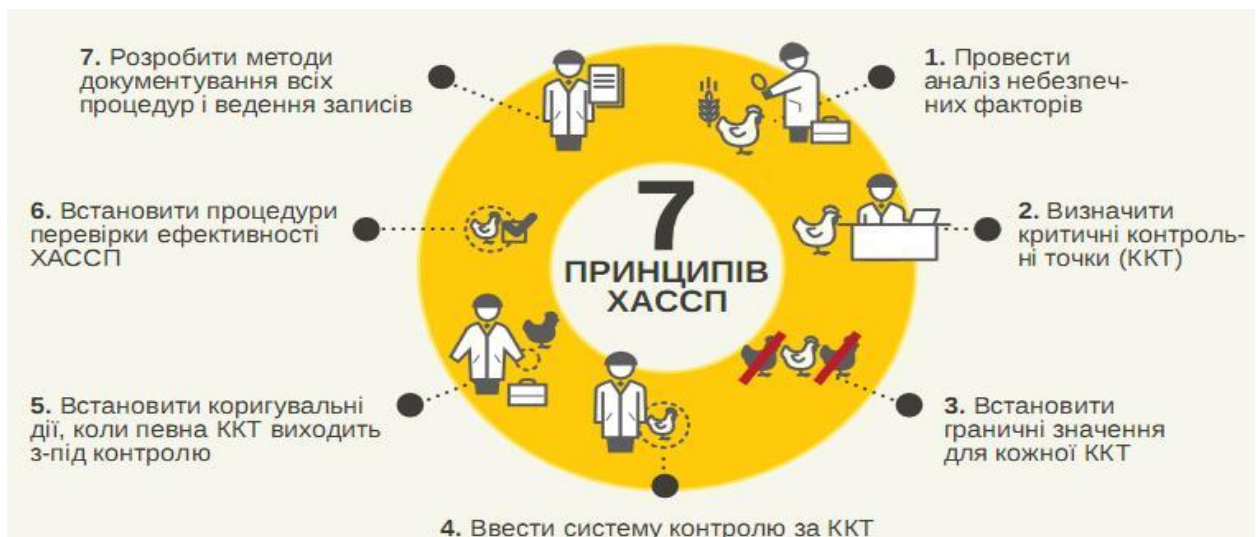 7
ПРИНЦИПІВ
ХАССП
1. Провести
аналіз небезпеч-
них факторів
2. Визначити
критичні контроль-
ні точки (ККТ)
3. Встановити
граничні значення
для кожної ККТ
4. Ввести систему контролю за ККТ
5. Встановити коригувальні
дії, коли певна ККТ виходить
з-під контролю
6. Встановити процедури
перевірки ефективності
ХАССП
7. Розробити методи
документування всіх
процедур і ведення записів